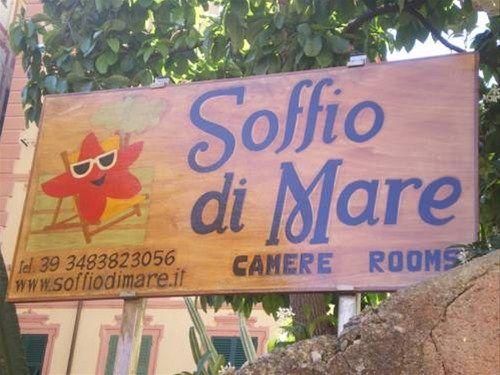 Soffio
di Mare
CAMERE ROOMS
Tel. 39 3483823056
www.soffiodimare.it